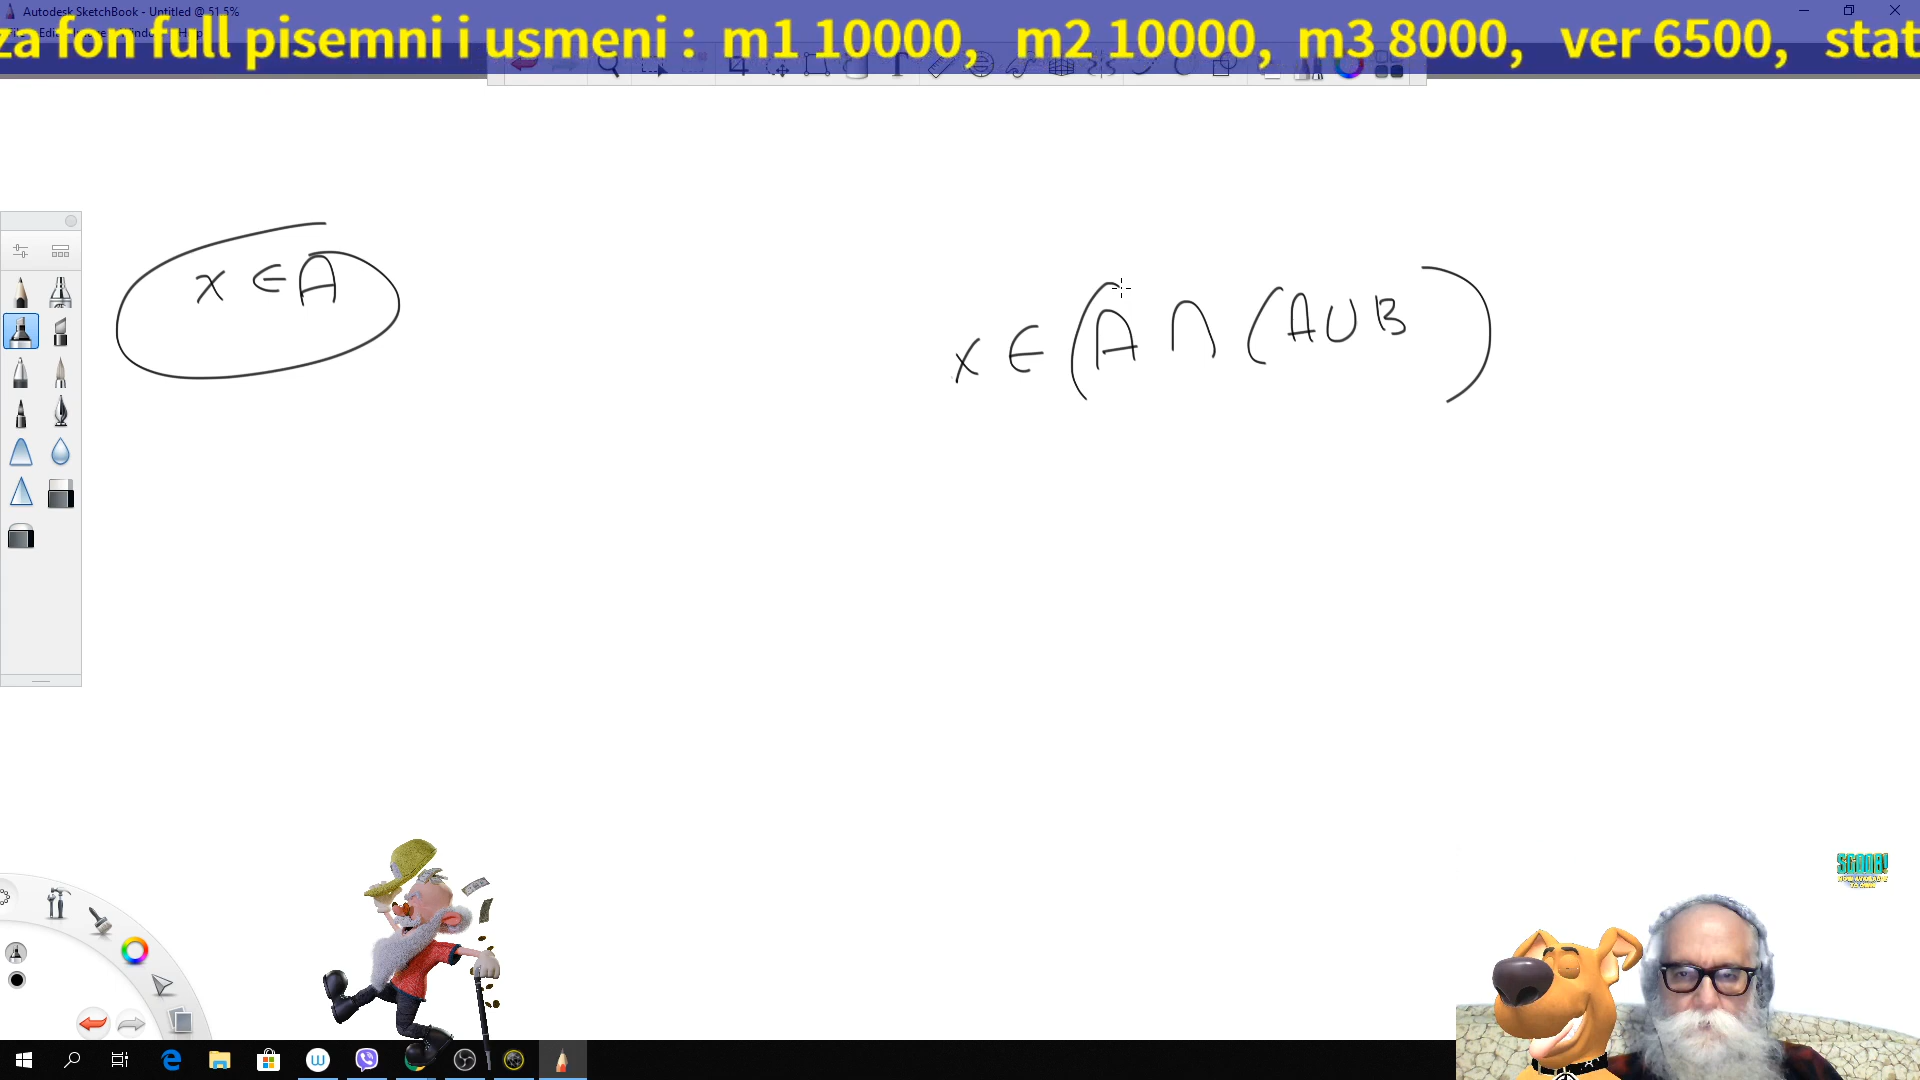 Autodesk SketchBook - Untitled @ 51.5%
za fon full pisemni i usmeni : m1 10000, m2 10000, m3 8000, ver 6500, stat
x ∈ A
x ∈ (A ∩ (A ∪ B)
SCOOB!